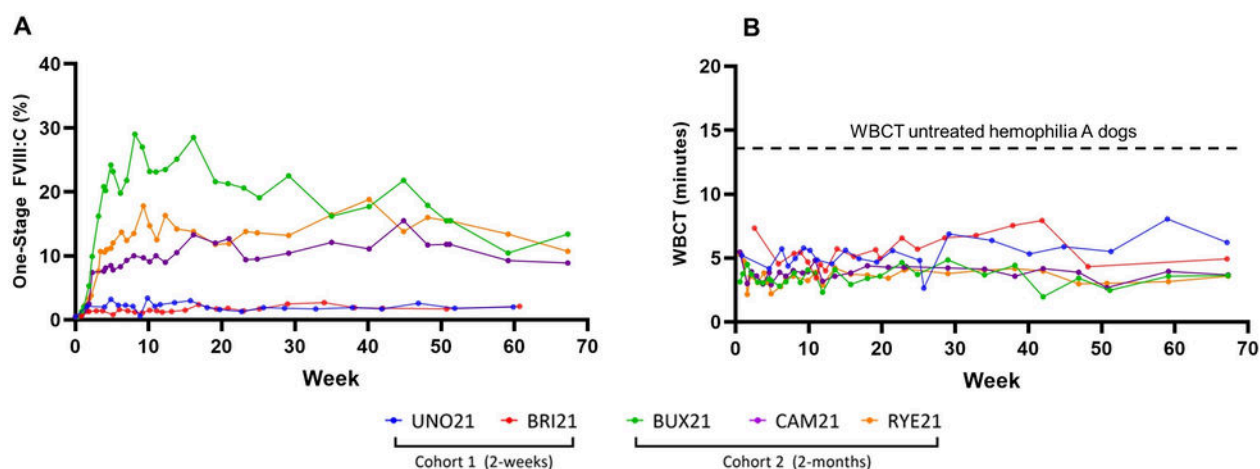 A
One-Stage FVIII:C (%)
40
30
20
10
0
0 10 20 30 40 50 60 70
Week
B
WBCT (minutes)
20
15
10
5
0
WBCT untreated hemophilia A dogs
0 10 20 30 40 50 60 70
Week
UNO21 BRI21 BUX21 CAM21 RYE21
Cohort 1 (2-weeks) Cohort 2 (2-months)